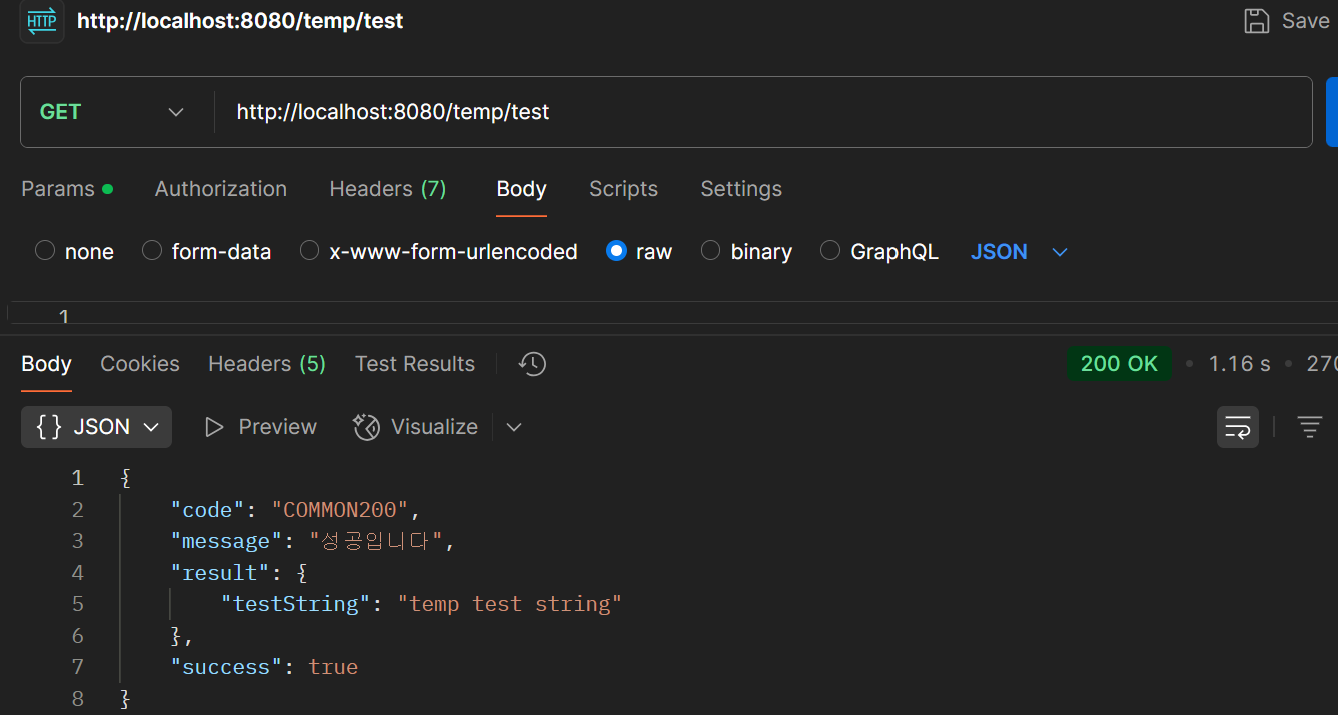 HTTP http://localhost:8080/temp/test Save
GET http://localhost:8080/temp/test
Params Authorization Headers (7) Body Scripts Settings
none form-data x-www-form-urlencoded raw binary GraphQL JSON
1
Body Cookies Headers (5) Test Results 200 OK • 1.16 s • 270
{} JSON Preview Visualize
1 {
2 "code": "COMMON200",
3 "message": "성공입니다",
4 "result": {
5 "testString": "temp test string"
6 },
7 "success": true
8 }